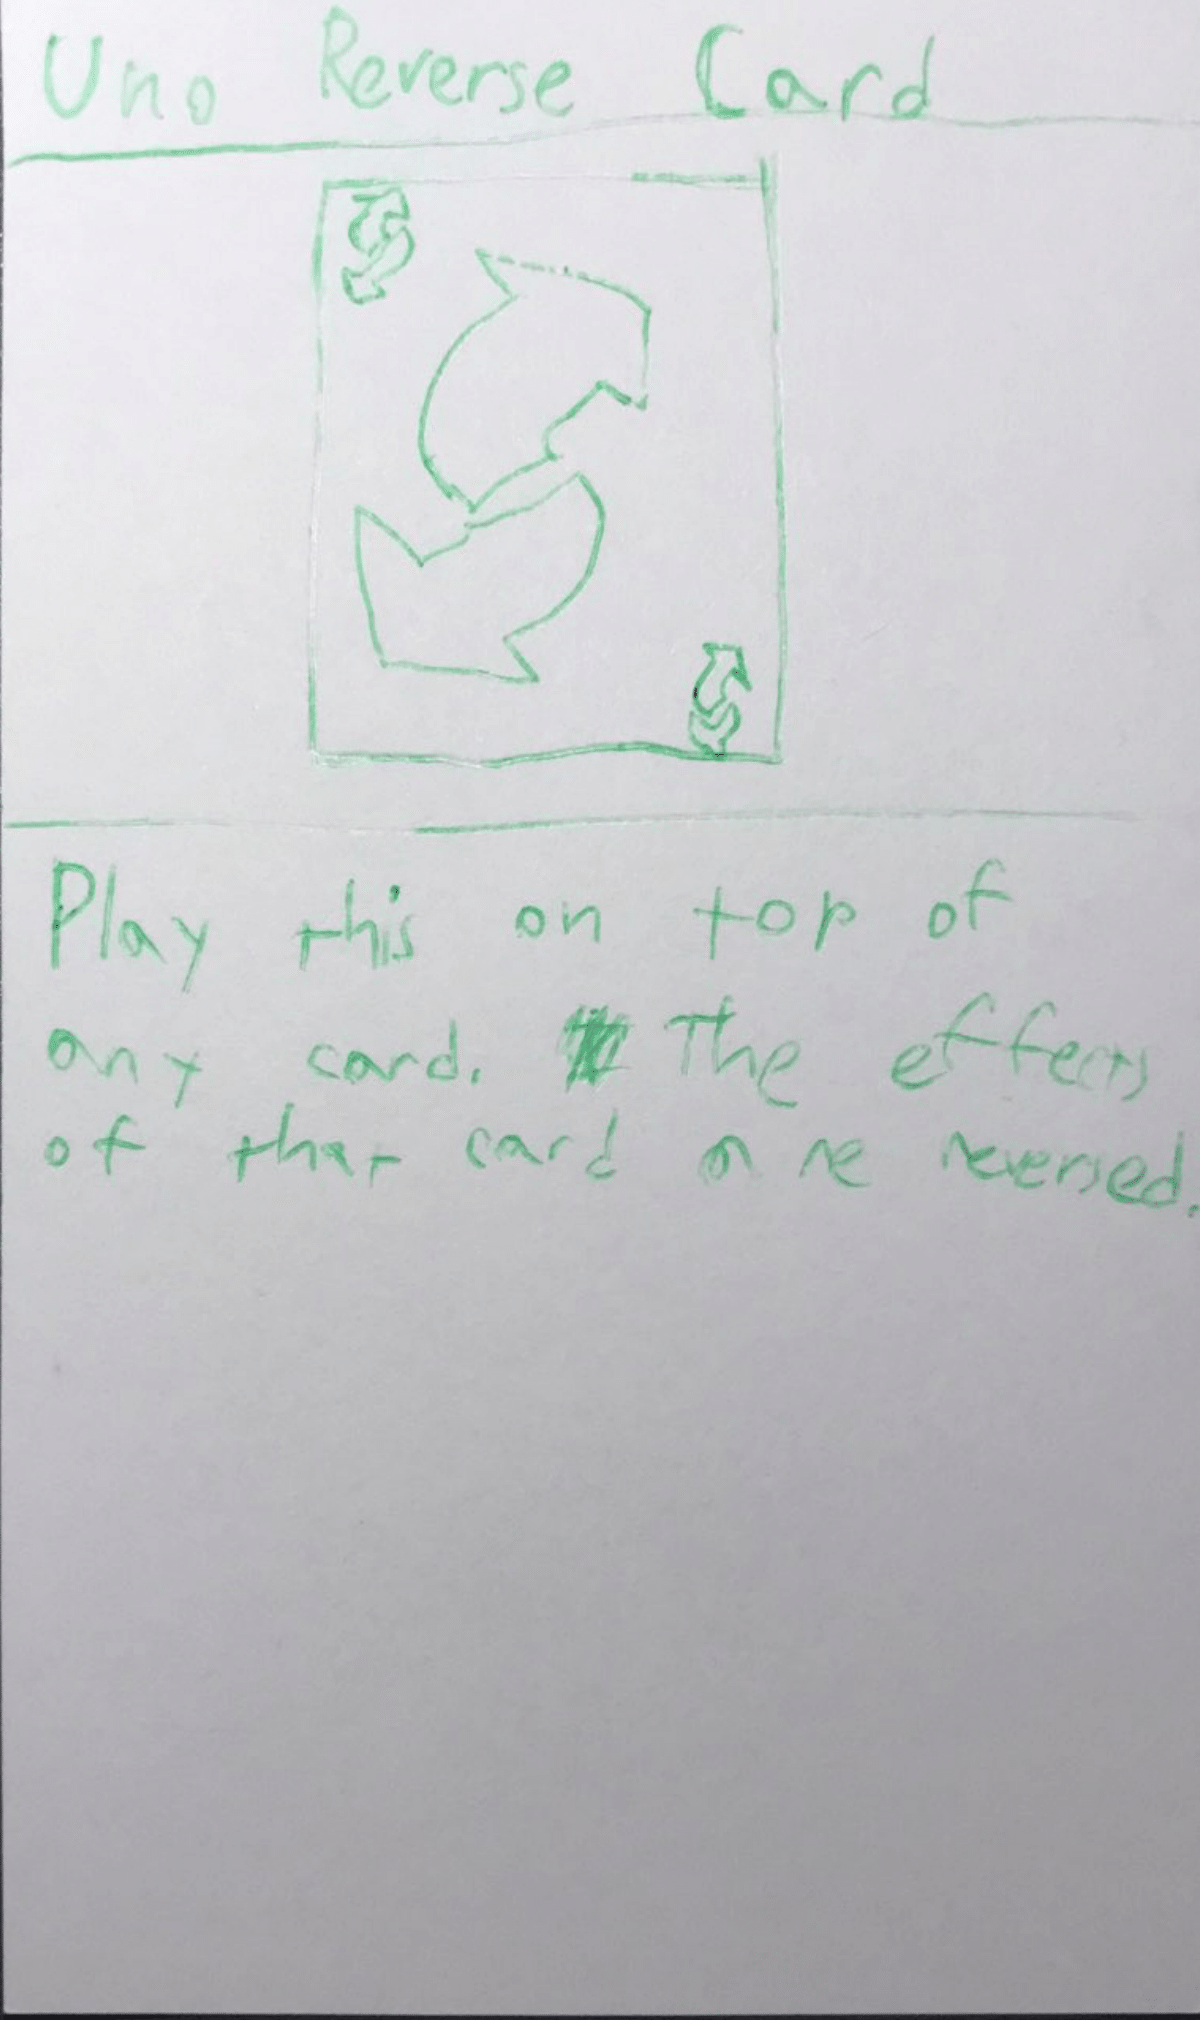 Uno Reverse Card
Play this on top of
any card. The effects
of that card are reversed.